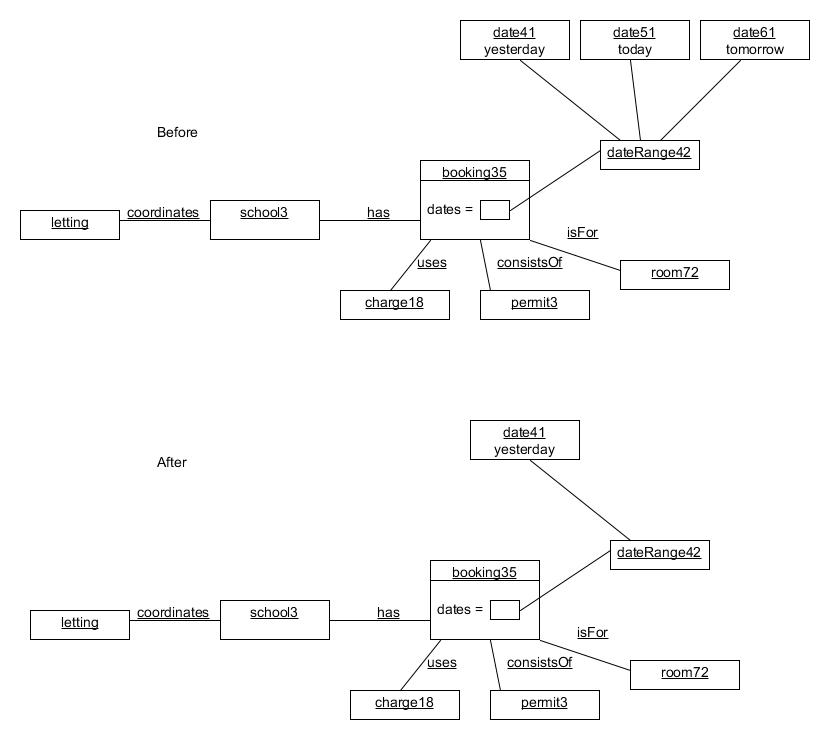 date41
yesterday
date51
today
date61
tomorrow
Before
dateRange42
booking35
dates =
letting
coordinates
school3
has
isFor
uses
consistsOf
room72
charge18
permit3
After
date41
yesterday
dateRange42
booking35
dates =
letting
coordinates
school3
has
isFor
uses
consistsOf
room72
charge18
permit3